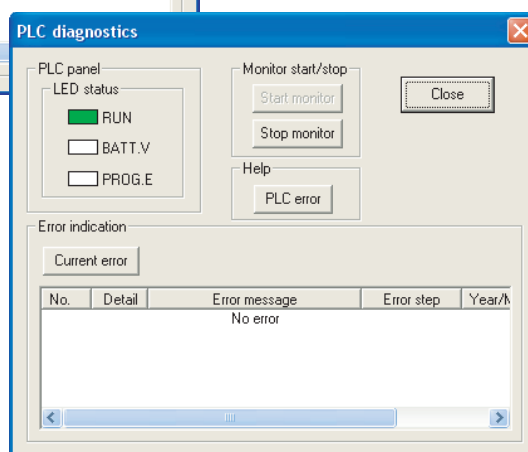 PLC diagnostics
PLC panel
LED status
RUN
BATT.V
PROG.E
Monitor start/stop
Start monitor
Stop monitor
Close
Help
PLC error
Error indication
Current error
No. Detail Error message Error step Year/M
No error